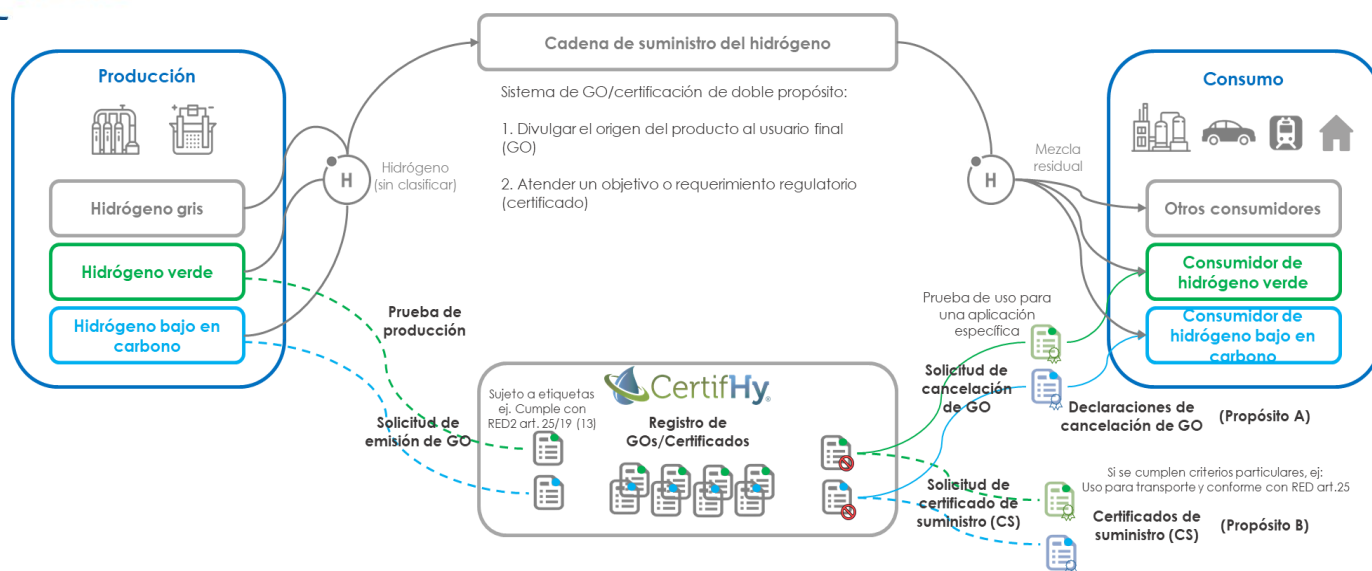 Cadena de suministro del hidrógeno
Producción
Consumo
Sistema de GO/certificación de doble propósito:
1. Divulgar el origen del producto al usuario final
(GO)
2. Atender un objetivo o requerimiento regulatorio
(certificado)
Hidrógeno
(sin clasificar)
H
Mezcla
residual
H
Hidrógeno gris
Hidrógeno verde
Hidrógeno bajo en
carbono
Otros consumidores
Consumidor de
hidrógeno verde
Consumidor de
hidrógeno bajo en
carbono
Prueba de
producción
Solicitud de
emisión de GO
Sujeto a etiquetas
ej. Cumple con
RED2 art. 25/19 (13)
CertifHy®
Registro de
GOs/Certificados
Prueba de uso para
una aplicación
específica
Solicitud de
cancelación
de GO
Declaraciones de
cancelación de GO
(Propósito A)
Solicitud de
certificado de
suministro (CS)
Si se cumplen criterios particulares, ej:
Uso para transporte y conforme con RED art.25
Certificados de
suministro (CS)
(Propósito B)